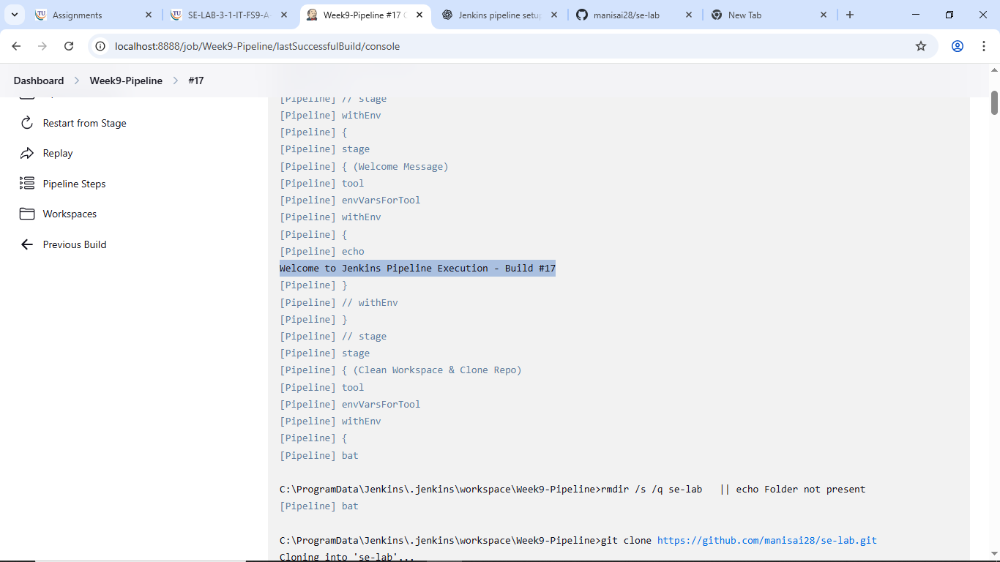 Assignments
SE-LAB-3-1-IT-FS9-A-
Week9-Pipeline #17
Jenkins pipeline setup
manisai28/se-lab
New Tab
localhost:8888/job/Week9-Pipeline/lastSuccessfulBuild/console
Dashboard
Week9-Pipeline
#17
Restart from Stage
Replay
Pipeline Steps
Workspaces
Previous Build
[Pipeline] // stage
[Pipeline] withEnv
[Pipeline] {
[Pipeline] stage
[Pipeline] { (Welcome Message)
[Pipeline] tool
[Pipeline] envVarsForTool
[Pipeline] withEnv
[Pipeline] {
[Pipeline] echo
Welcome to Jenkins Pipeline Execution - Build #17
[Pipeline] }
[Pipeline] // withEnv
[Pipeline] }
[Pipeline] // stage
[Pipeline] stage
[Pipeline] { (Clean Workspace & Clone Repo)
[Pipeline] tool
[Pipeline] envVarsForTool
[Pipeline] withEnv
[Pipeline] {
[Pipeline] bat
C:\ProgramData\Jenkins\.jenkins\workspace\Week9-Pipeline>rmdir /s /q se-lab   || echo Folder not present
[Pipeline] bat
C:\ProgramData\Jenkins\.jenkins\workspace\Week9-Pipeline>git clone https://github.com/manisai28/se-lab.git
Cloning into 'se-lab'...